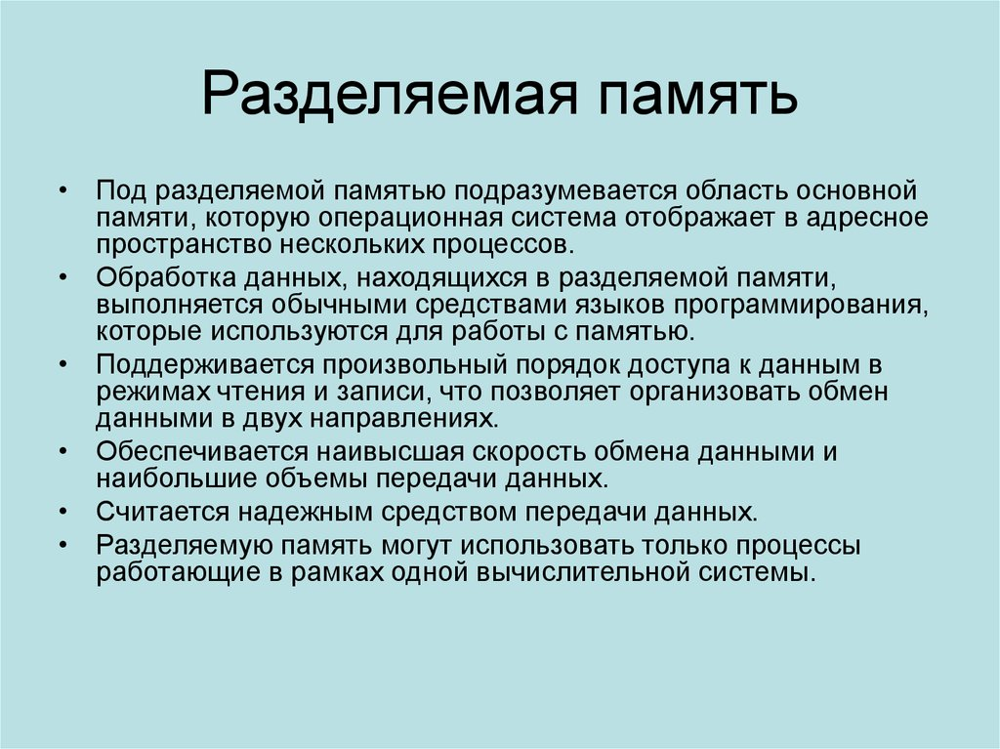 Разделяемая память
• Под разделяемой памятью подразумевается область основной
памяти, которую операционная система отображает в адресное
пространство нескольких процессов.
• Обработка данных, находящихся в разделяемой памяти,
выполняется обычными средствами языков программирования,
которые используются для работы с памятью.
• Поддерживается произвольный порядок доступа к данным в
режимах чтения и записи, что позволяет организовать обмен
данными в двух направлениях.
• Обеспечивается наивысшая скорость обмена данными и
наибольшие объемы передачи данных.
• Считается надежным средством передачи данных.
• Разделяемую память могут использовать только процессы
работающие в рамках одной вычислительной системы.